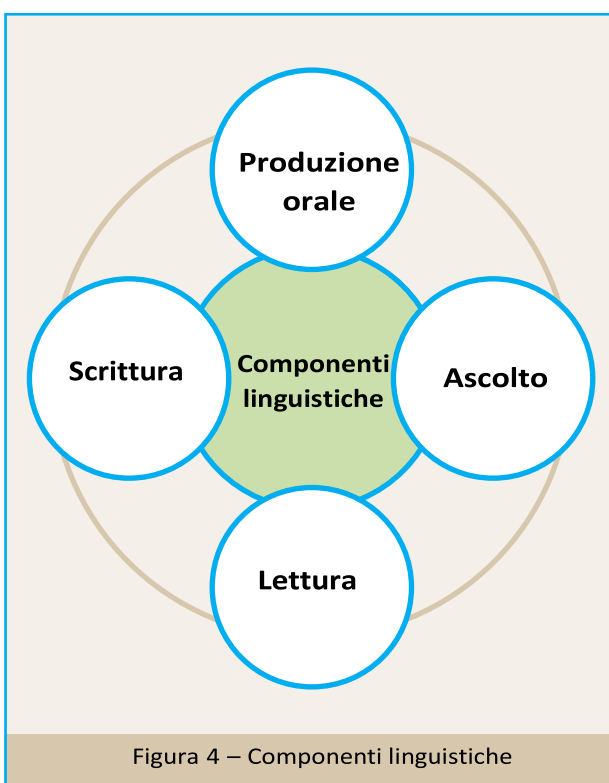 Produzione
orale
Scrittura
Componenti
linguistiche
Ascolto
Lettura
Figura 4 – Componenti linguistiche